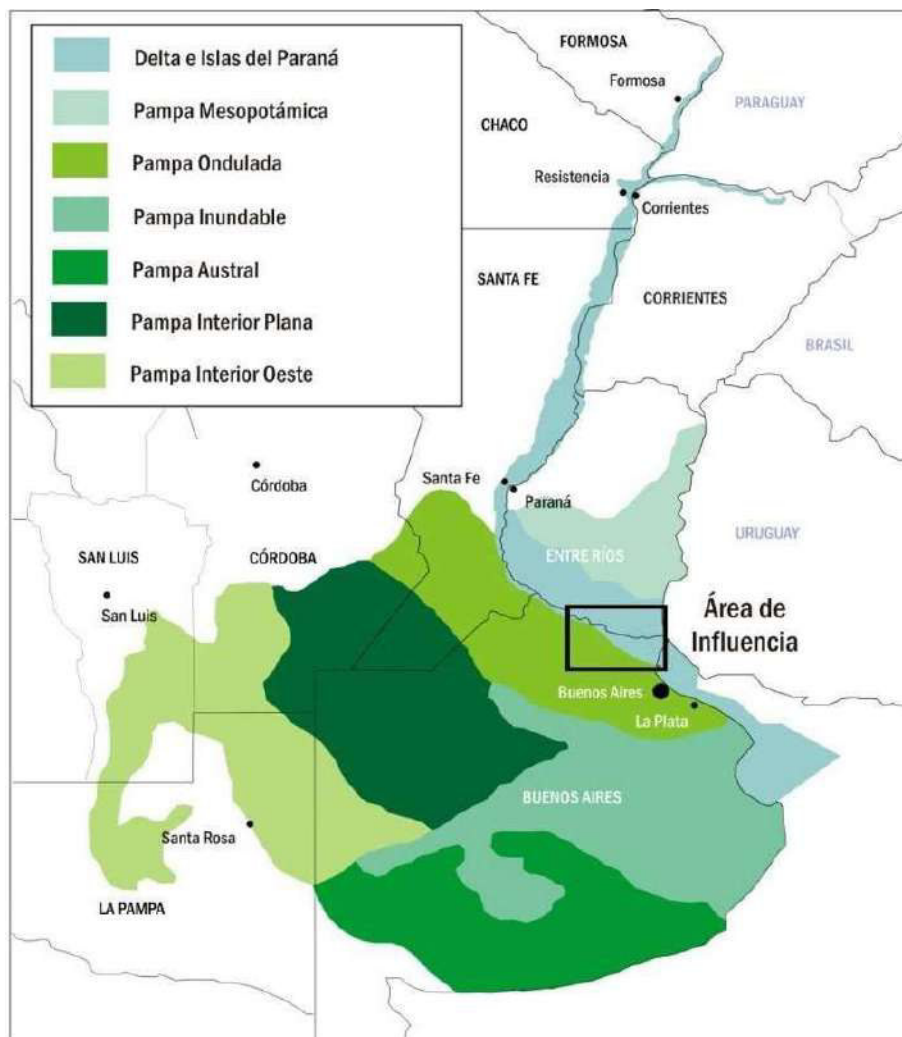 Delta e Islas del Paraná
Pampa Mesopotámica
Pampa Ondulada
Pampa Inundable
Pampa Austral
Pampa Interior Plana
Pampa Interior Oeste
FORMOSA
Formosa
PARAGUAY
CHACO
Resistencia
Corrientes
SANTA FE
CORRIENTES
BRASIL
Santa Fe
Córdoba
Paraná
URUGUAY
SAN LUIS
CÓRDOBA
ENTRE RÍOS
San Luis
Área de
Influencia
Buenos Aires
La Plata
BUENOS AIRES
Santa Rosa
LA PAMPA